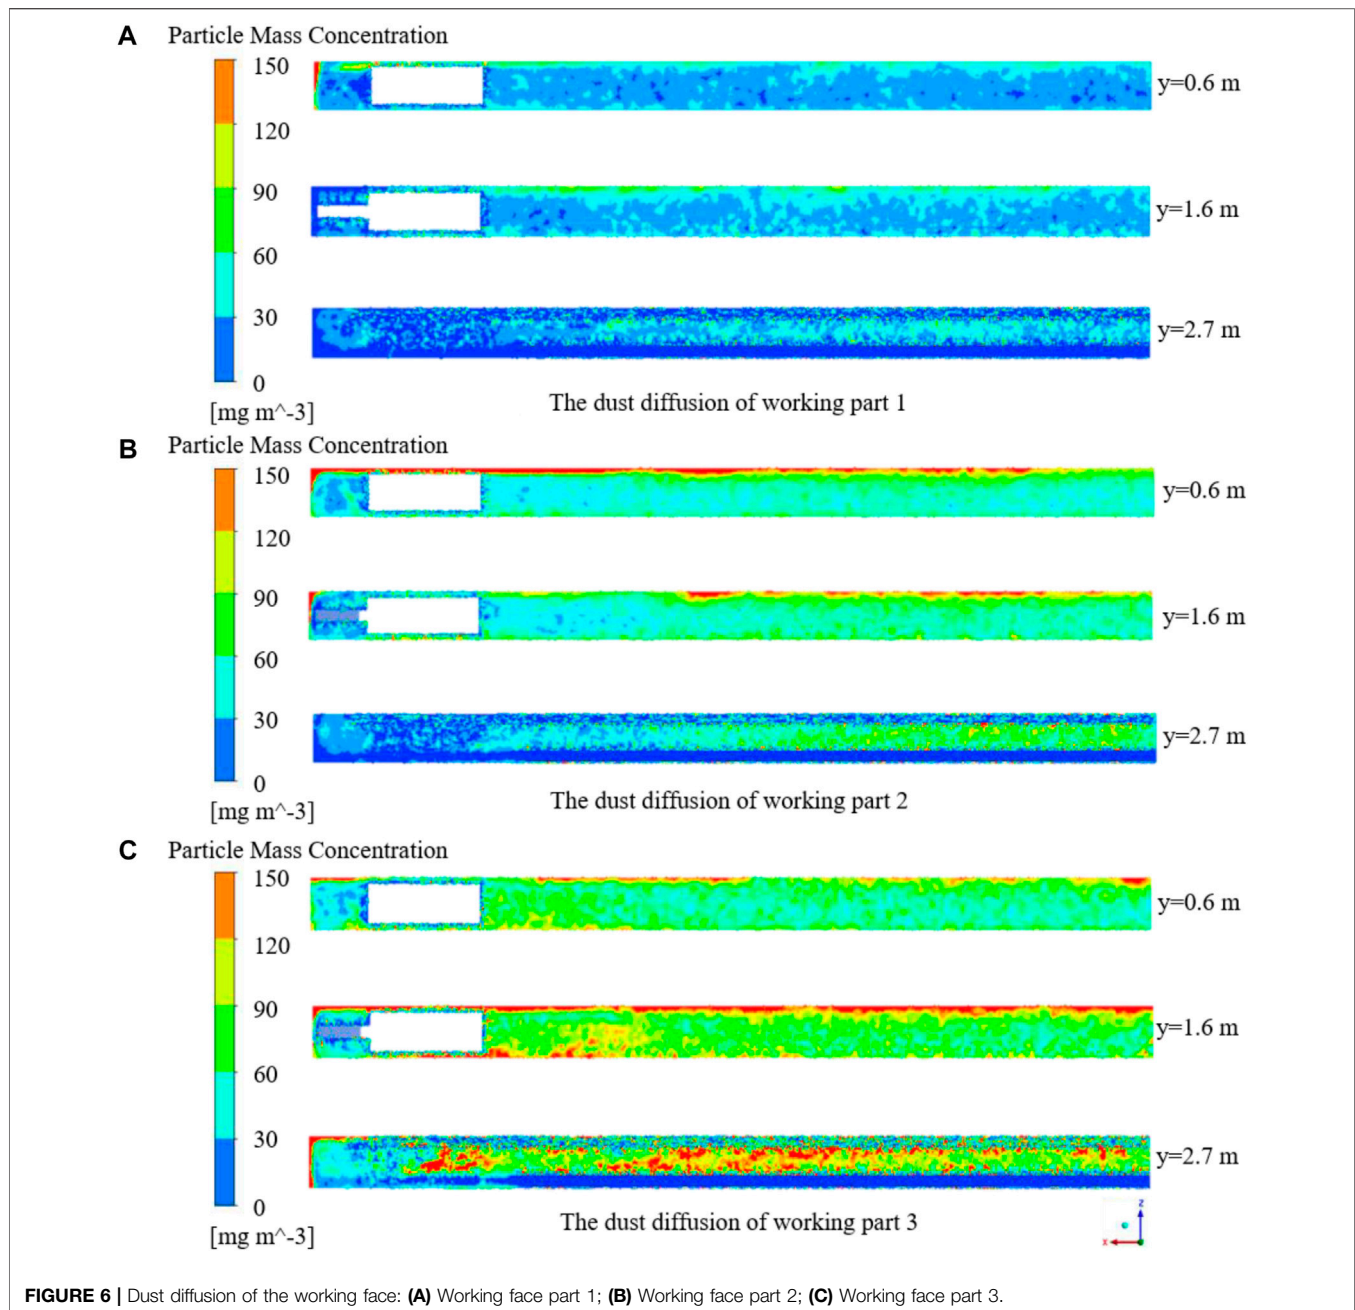 A Particle Mass Concentration
150
120
90
60
30
0
[mg m^-3]
y=0.6 m
y=1.6 m
y=2.7 m
The dust diffusion of working part 1
B Particle Mass Concentration
150
120
90
60
30
0
[mg m^-3]
y=0.6 m
y=1.6 m
y=2.7 m
The dust diffusion of working part 2
C Particle Mass Concentration
150
120
90
60
30
0
[mg m^-3]
y=0.6 m
y=1.6 m
y=2.7 m
The dust diffusion of working part 3
Z
X
FIGURE 6 | Dust diffusion of the working face: (A) Working face part 1; (B) Working face part 2; (C) Working face part 3.